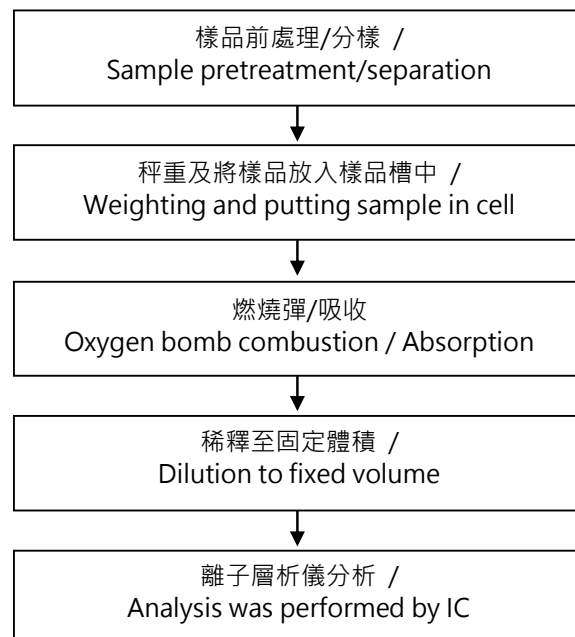 樣品前處理/分樣 /
Sample pretreatment/separation
秤重及將樣品放入樣品槽中 /
Weighting and putting sample in cell
燃燒彈/吸收
Oxygen bomb combustion / Absorption
稀釋至固定體積 /
Dilution to fixed volume
離子層析儀分析 /
Analysis was performed by IC